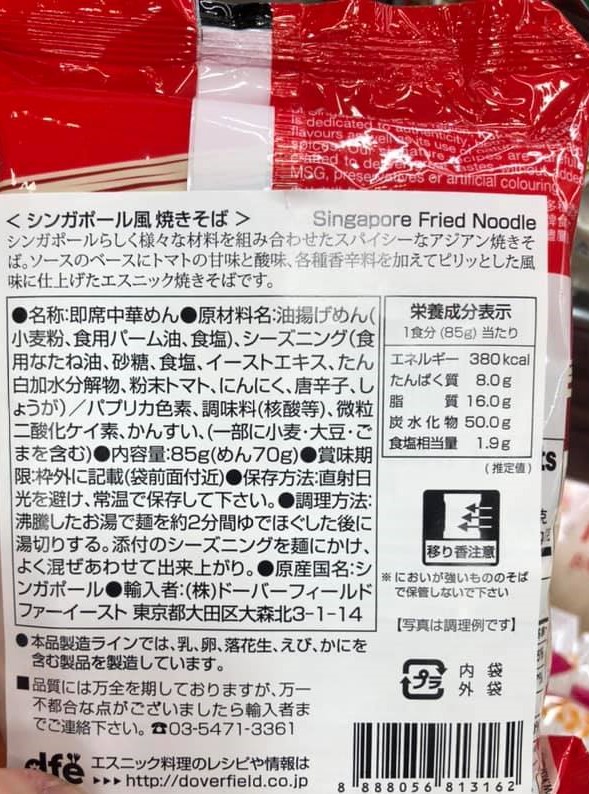 is dedicated to authenticity,
flavours as well as its use of
MSG, preservatives or artificial colouring
< シンガポール風 焼きそば > Singapore Fried Noodle
シンガポールらしく様々な材料を組み合わせたスパイシーなアジアン焼きそ
ば。ソースのベースにトマトの甘味と酸味、各種香辛料を加えてピリッとした風
味に仕上げたエスニック焼きそばです。
●名称:即席中華めん●原材料名:油揚げめん(
小麦粉、食用パーム油、食塩)、シーズニング(食
用なたね油、砂糖、食塩、イーストエキス、たん
白加水分解物、粉末トマト、にんにく、唐辛子、し
ょうが)/パプリカ色素、調味料(核酸等)、微粒
二酸化ケイ素、かんすい、(一部に小麦・大豆・ご
まを含む)●内容量:85g(めん70g)●賞味期
限:枠外に記載(袋前面付近)●保存方法:直射日
光を避け、常温で保存して下さい。●調理方法:
沸騰したお湯で麺を約2分間ゆでほぐした後に
湯切りする。添付のシーズニングを麺にかけ、
よく混ぜあわせて出来上がり。●原産国名:シ
ンガポール●輸入者:(株)ドーバーフィールド
ファーイースト 東京都大田区大森北3-1-14
栄養成分表示
1食分(85g)当たり
エネルギー 380kcal
たんぱく質 8.0g
脂質 16.0g
炭水化物 50.0g
食塩相当量 1.9g
(推定値)
移り香注意
※においが強いもののそば
で保管しないで下さい
【写真は調理例です】
●本品製造ラインでは、乳、卵、落花生、えび、かにを
含む製品を製造しています。
プラ 内袋
外袋
■品質には万全を期しておりますが、万一
不都合な点がございましたら輸入者ま
でご連絡下さい。☎03-5471-3361
dfe エスニック料理のレシピや情報は
▸▸▸ http://doverfield.co.jp
8 888056 813162